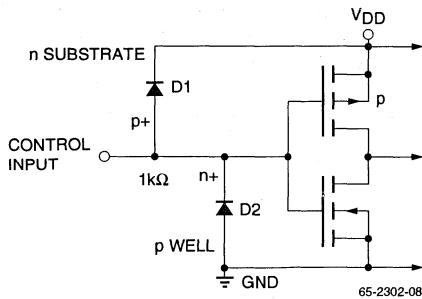 V_DD
n SUBSTRATE
D1
p
p+
CONTROL
INPUT
1kΩ
n+
D2
p WELL
GND
65-2302-08